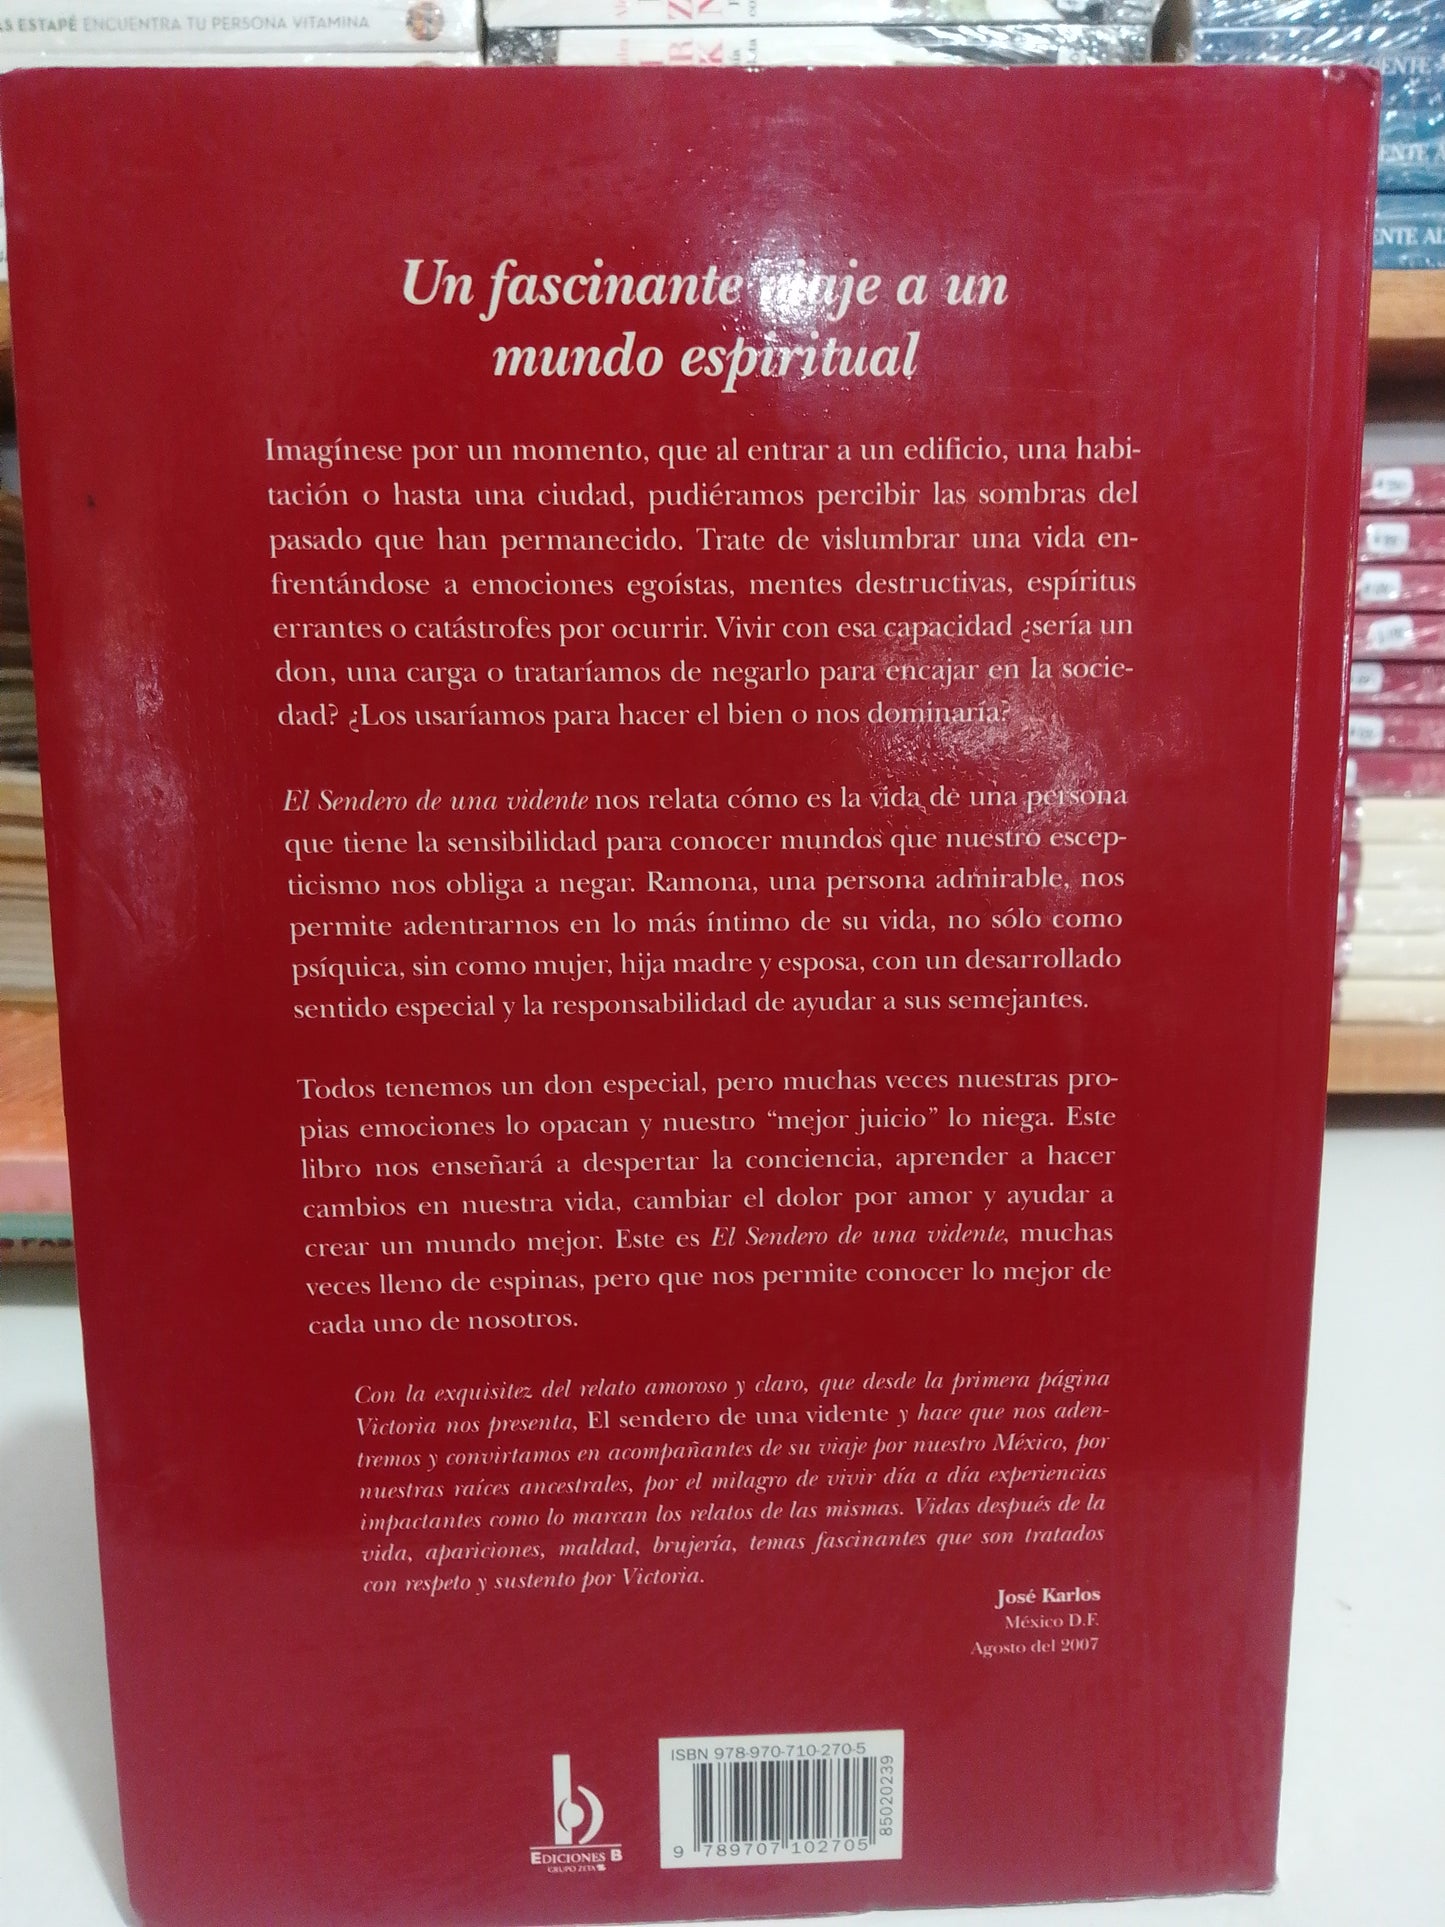 AS ESTAPÉ ENCUENTRA TU PERSONA VITAMINA
Un fascinante viaje a un
mundo espiritual
Imagínese por un momento, que al entrar a un edificio, una habi-
tación o hasta una ciudad, pudiéramos percibir las sombras del
pasado que han permanecido. Trate de vislumbrar una vida en-
frentándose a emociones egoístas, mentes destructivas, espíritus
errantes o catástrofes por ocurrir. Vivir con esa capacidad ¿sería un
don, una carga o trataríamos de negarlo para encajar en la socie-
dad? ¿Los usaríamos para hacer el bien o nos dominaría?
El Sendero de una vidente nos relata cómo es la vida de una persona
que tiene la sensibilidad para conocer mundos que nuestro escep-
ticismo nos obliga a negar. Ramona, una persona admirable, nos
permite adentrarnos en lo más íntimo de su vida, no sólo como
psíquica, sin como mujer, hija madre y esposa, con un desarrollado
sentido especial y la responsabilidad de ayudar a sus semejantes.
Todos tenemos un don especial, pero muchas veces nuestras pro-
pias emociones lo opacan y nuestro “mejor juicio” lo niega. Este
libro nos enseñará a despertar la conciencia, aprender a hacer
cambios en nuestra vida, cambiar el dolor por amor y ayudar a
crear un mundo mejor. Este es El Sendero de una vidente, muchas
veces lleno de espinas, pero que nos permite conocer lo mejor de
cada uno de nosotros.
Con la exquisitez del relato amoroso y claro, que desde la primera página
Victoria nos presenta, El sendero de una vidente y hace que nos aden-
tremos y convirtamos en acompañantes de su viaje por nuestro México, por
nuestras raíces ancestrales, por el milagro de vivir día a día experiencias
impactantes como lo marcan los relatos de las mismas. Vidas después de la
vida, apariciones, maldad, brujería, temas fascinantes que son tratados
con respeto y sustento por Victoria.
José Karlos
México D.F.
Agosto del 2007
ISBN 978-970-710-270-5
85020239
9 789707 102705
EDICIONES B
GRUPO ZETA